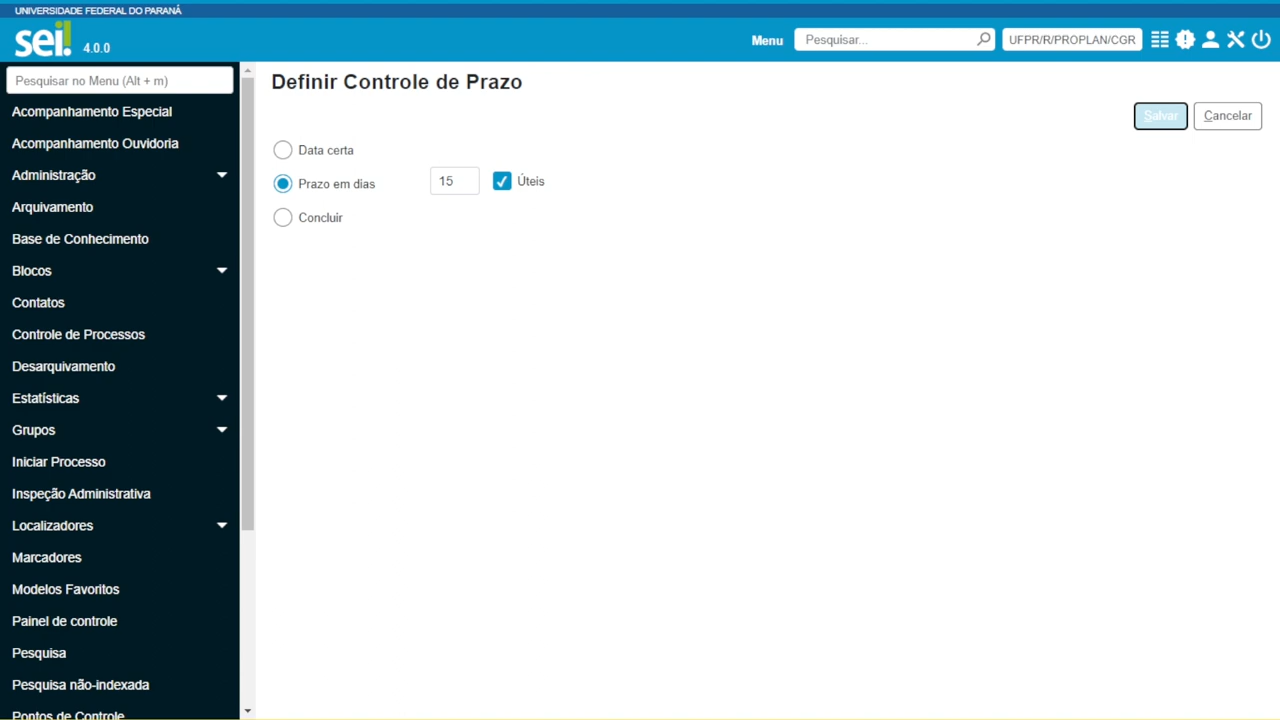 UNIVERSIDADE FEDERAL DO PARANÁ
sei! 4.0.0
Menu
Pesquisar...
UFPR/R/PROPLAN/CGR
Pesquisar no Menu (Alt + m)
Acompanhamento Especial
Acompanhamento Ouvidoria
Administração
Arquivamento
Base de Conhecimento
Blocos
Contatos
Controle de Processos
Desarquivamento
Estatísticas
Grupos
Iniciar Processo
Inspeção Administrativa
Localizadores
Marcadores
Modelos Favoritos
Painel de controle
Pesquisa
Pesquisa não-indexada
Pontos de Controle
Definir Controle de Prazo
Salvar
Cancelar
Data certa
Prazo em dias
15
Úteis
Concluir